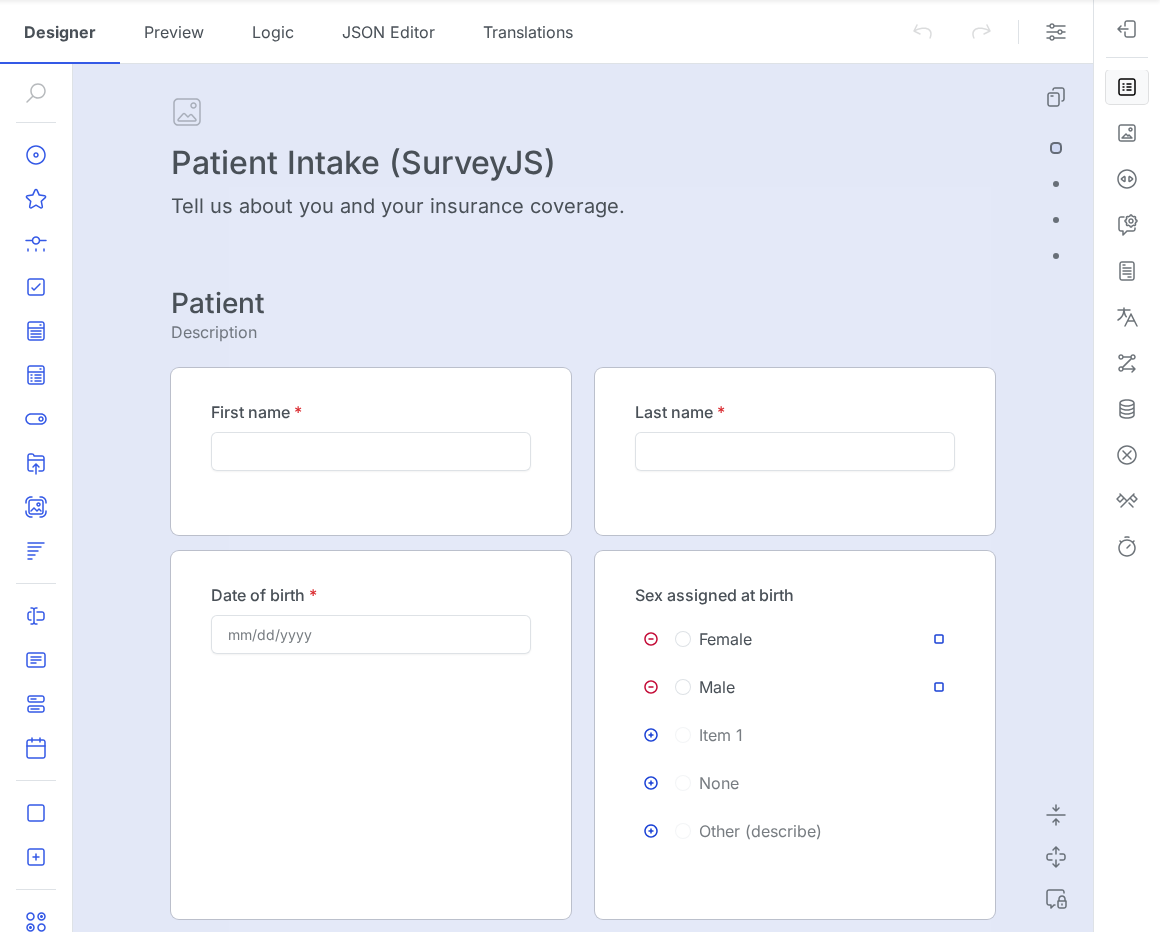 Designer
Preview
Logic
JSON Editor
Translations
Patient Intake (SurveyJS)
Tell us about you and your insurance coverage.
Patient
Description
First name *
Last name *
Date of birth *
mm/dd/yyyy
Sex assigned at birth
Female
Male
Item 1
None
Other (describe)